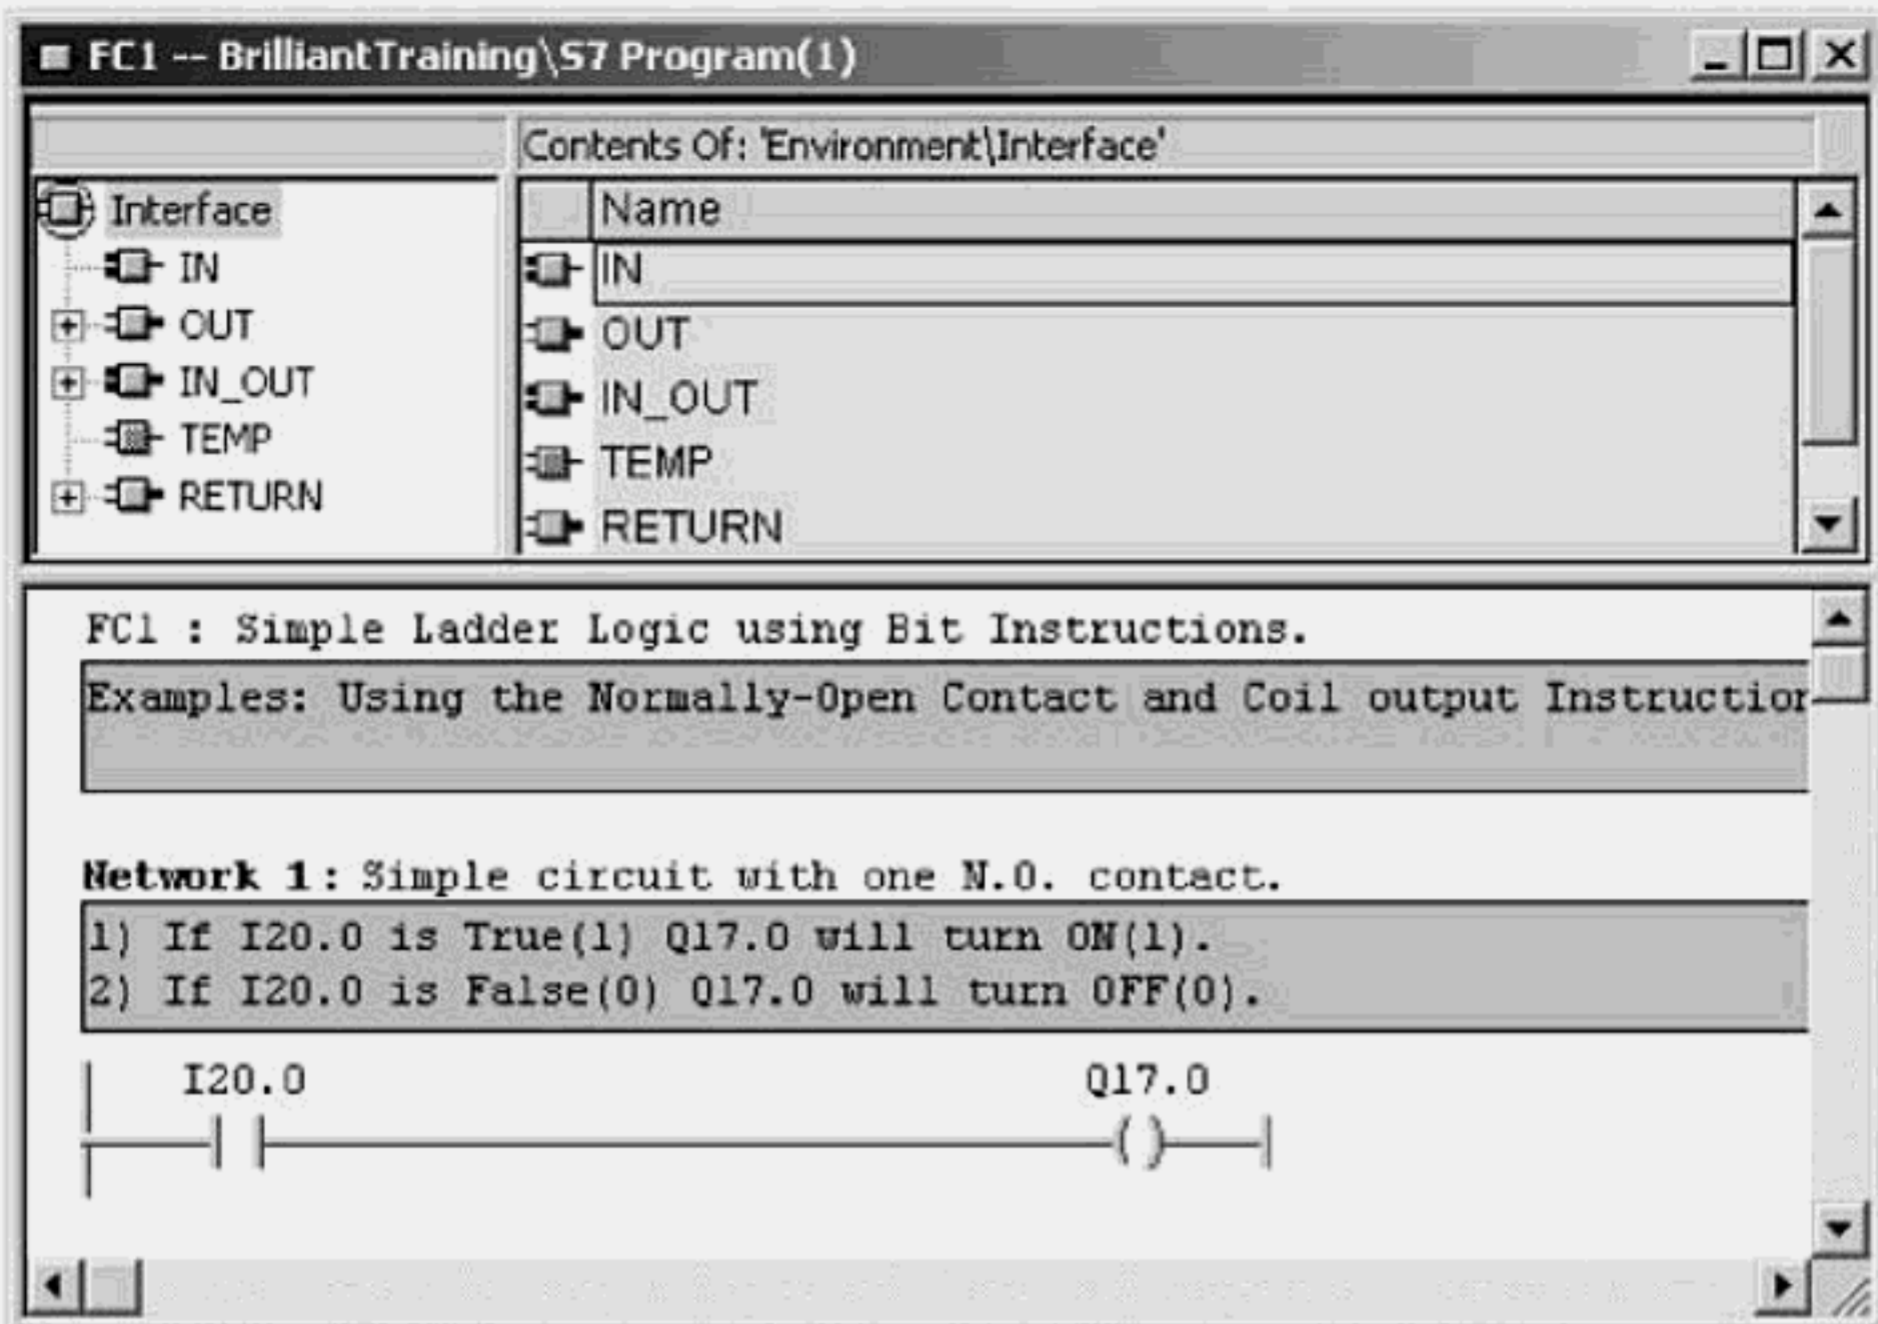 FC1 -- BrilliantTraining\S7 Program(1)
Contents Of: 'Environment\Interface'
Interface
IN
OUT
IN_OUT
TEMP
RETURN
Name
IN
OUT
IN_OUT
TEMP
RETURN
FC1 : Simple Ladder Logic using Bit Instructions.
Examples: Using the Normally-Open Contact and Coil output Instruction
Network 1: Simple circuit with one N.O. contact.
1) If I20.0 is True(1) Q17.0 will turn ON(1).
2) If I20.0 is False(0) Q17.0 will turn OFF(0).
I20.0 Q17.0